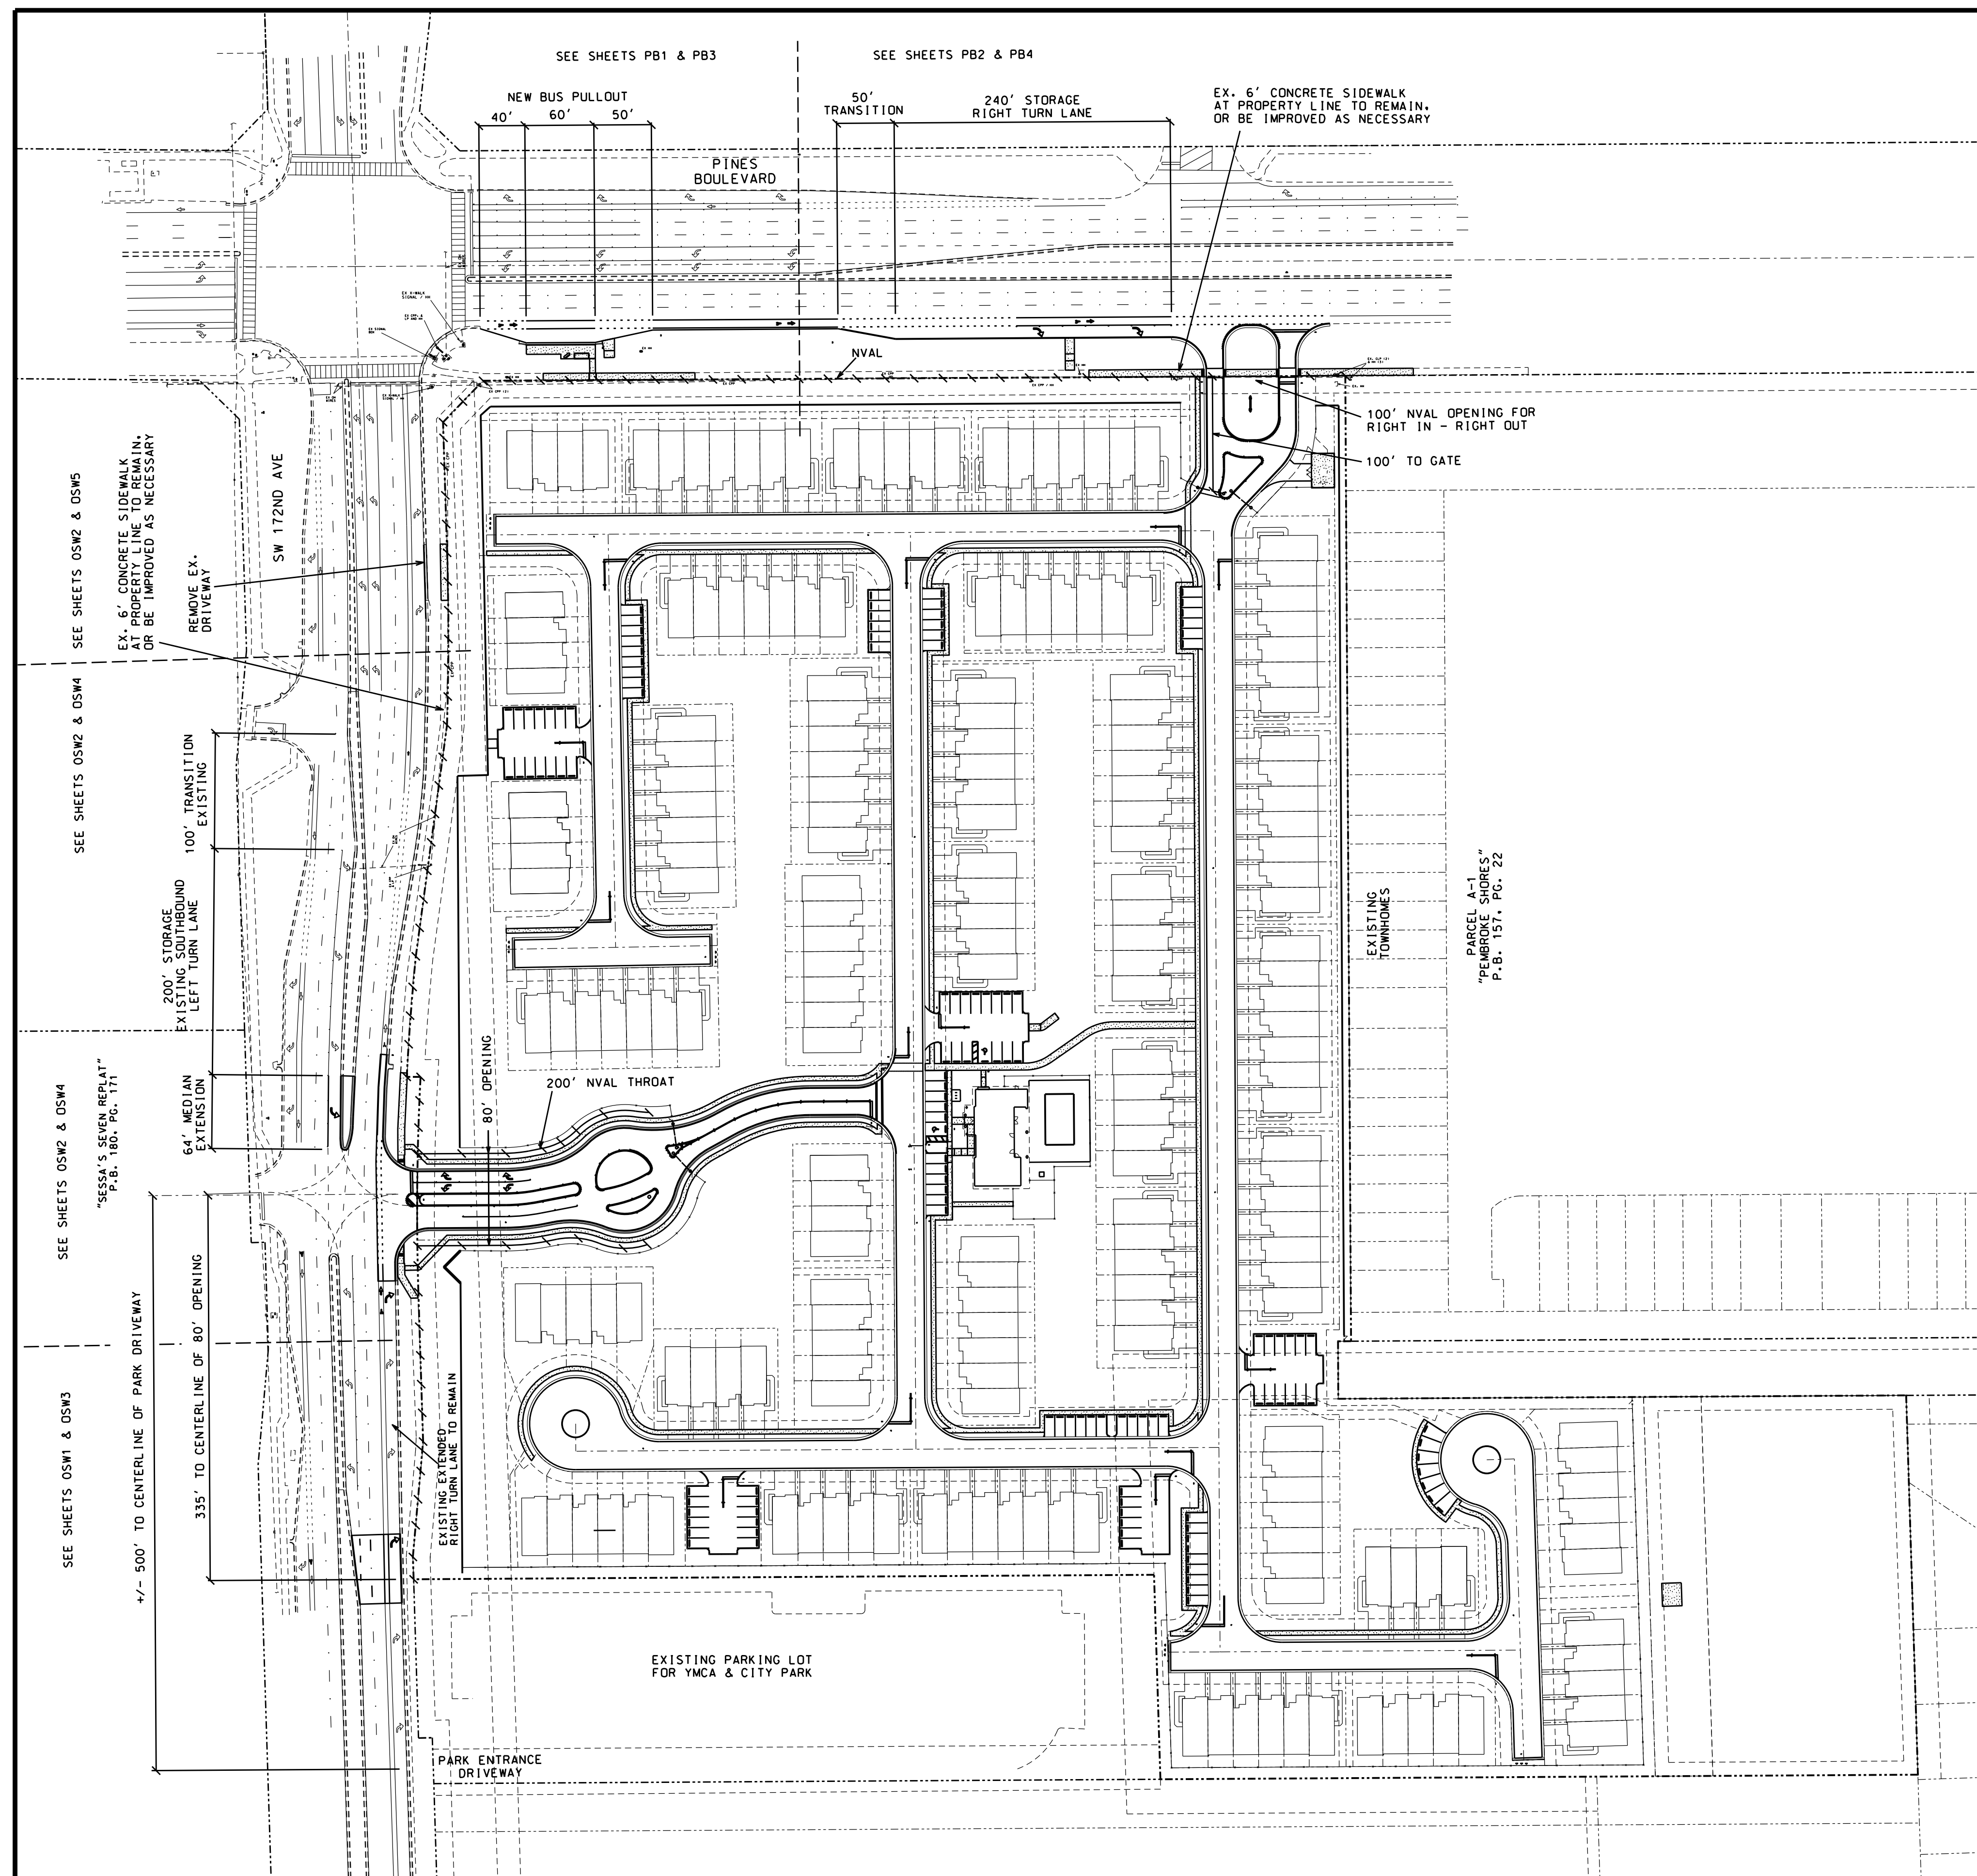 SEE SHEETS PB1 & PB3
SEE SHEETS PB2 & PB4
NEW BUS PULLOUT
40' 60' 50'
50'
TRANSITION
240' STORAGE
RIGHT TURN LANE
EX. 6' CONCRETE SIDEWALK
AT PROPERTY LINE TO REMAIN.
OR BE IMPROVED AS NECESSARY
PINES
BOULEVARD
NVAL
100' NVAL OPENING FOR
RIGHT IN - RIGHT OUT
100' TO GATE
SEE SHEETS OSW2 & OSW5
EX. 6' CONCRETE SIDEWALK
AT PROPERTY LINE TO REMAIN.
OR BE IMPROVED AS NECESSARY
REMOVE EX.
DRIVEWAY
SW 172ND AVE
SEE SHEETS OSW2 & OSW4
100' TRANSITION
EXISTING
200' STORAGE
EXISTING SOUTHBOUND
LEFT TURN LANE
64' MEDIAN
EXTENSION
SEE SHEETS OSW2 & OSW4
"SESSA'S SEVEN REPLAT"
P.B. 180. PG. 171
80' OPENING
200' NVAL THROAT
EXISTING
TOWNHOMES
PARCEL A-1
"PEMBROKE SHORES"
P.B. 157. PG. 22
SEE SHEETS OSW1 & OSW3
+/- 500' TO CENTERLINE OF PARK DRIVEWAY
335' TO CENTERLINE OF 80' OPENING
EXISTING EXTENDED
RIGHT TURN LANE TO REMAIN
EXISTING PARKING LOT
FOR YMCA & CITY PARK
PARK ENTRANCE
DRIVEWAY